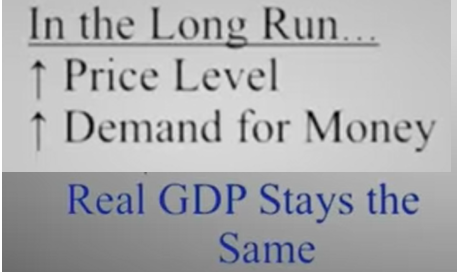 In the Long Run...
↑ Price Level
↑ Demand for Money
Real GDP Stays the
Same